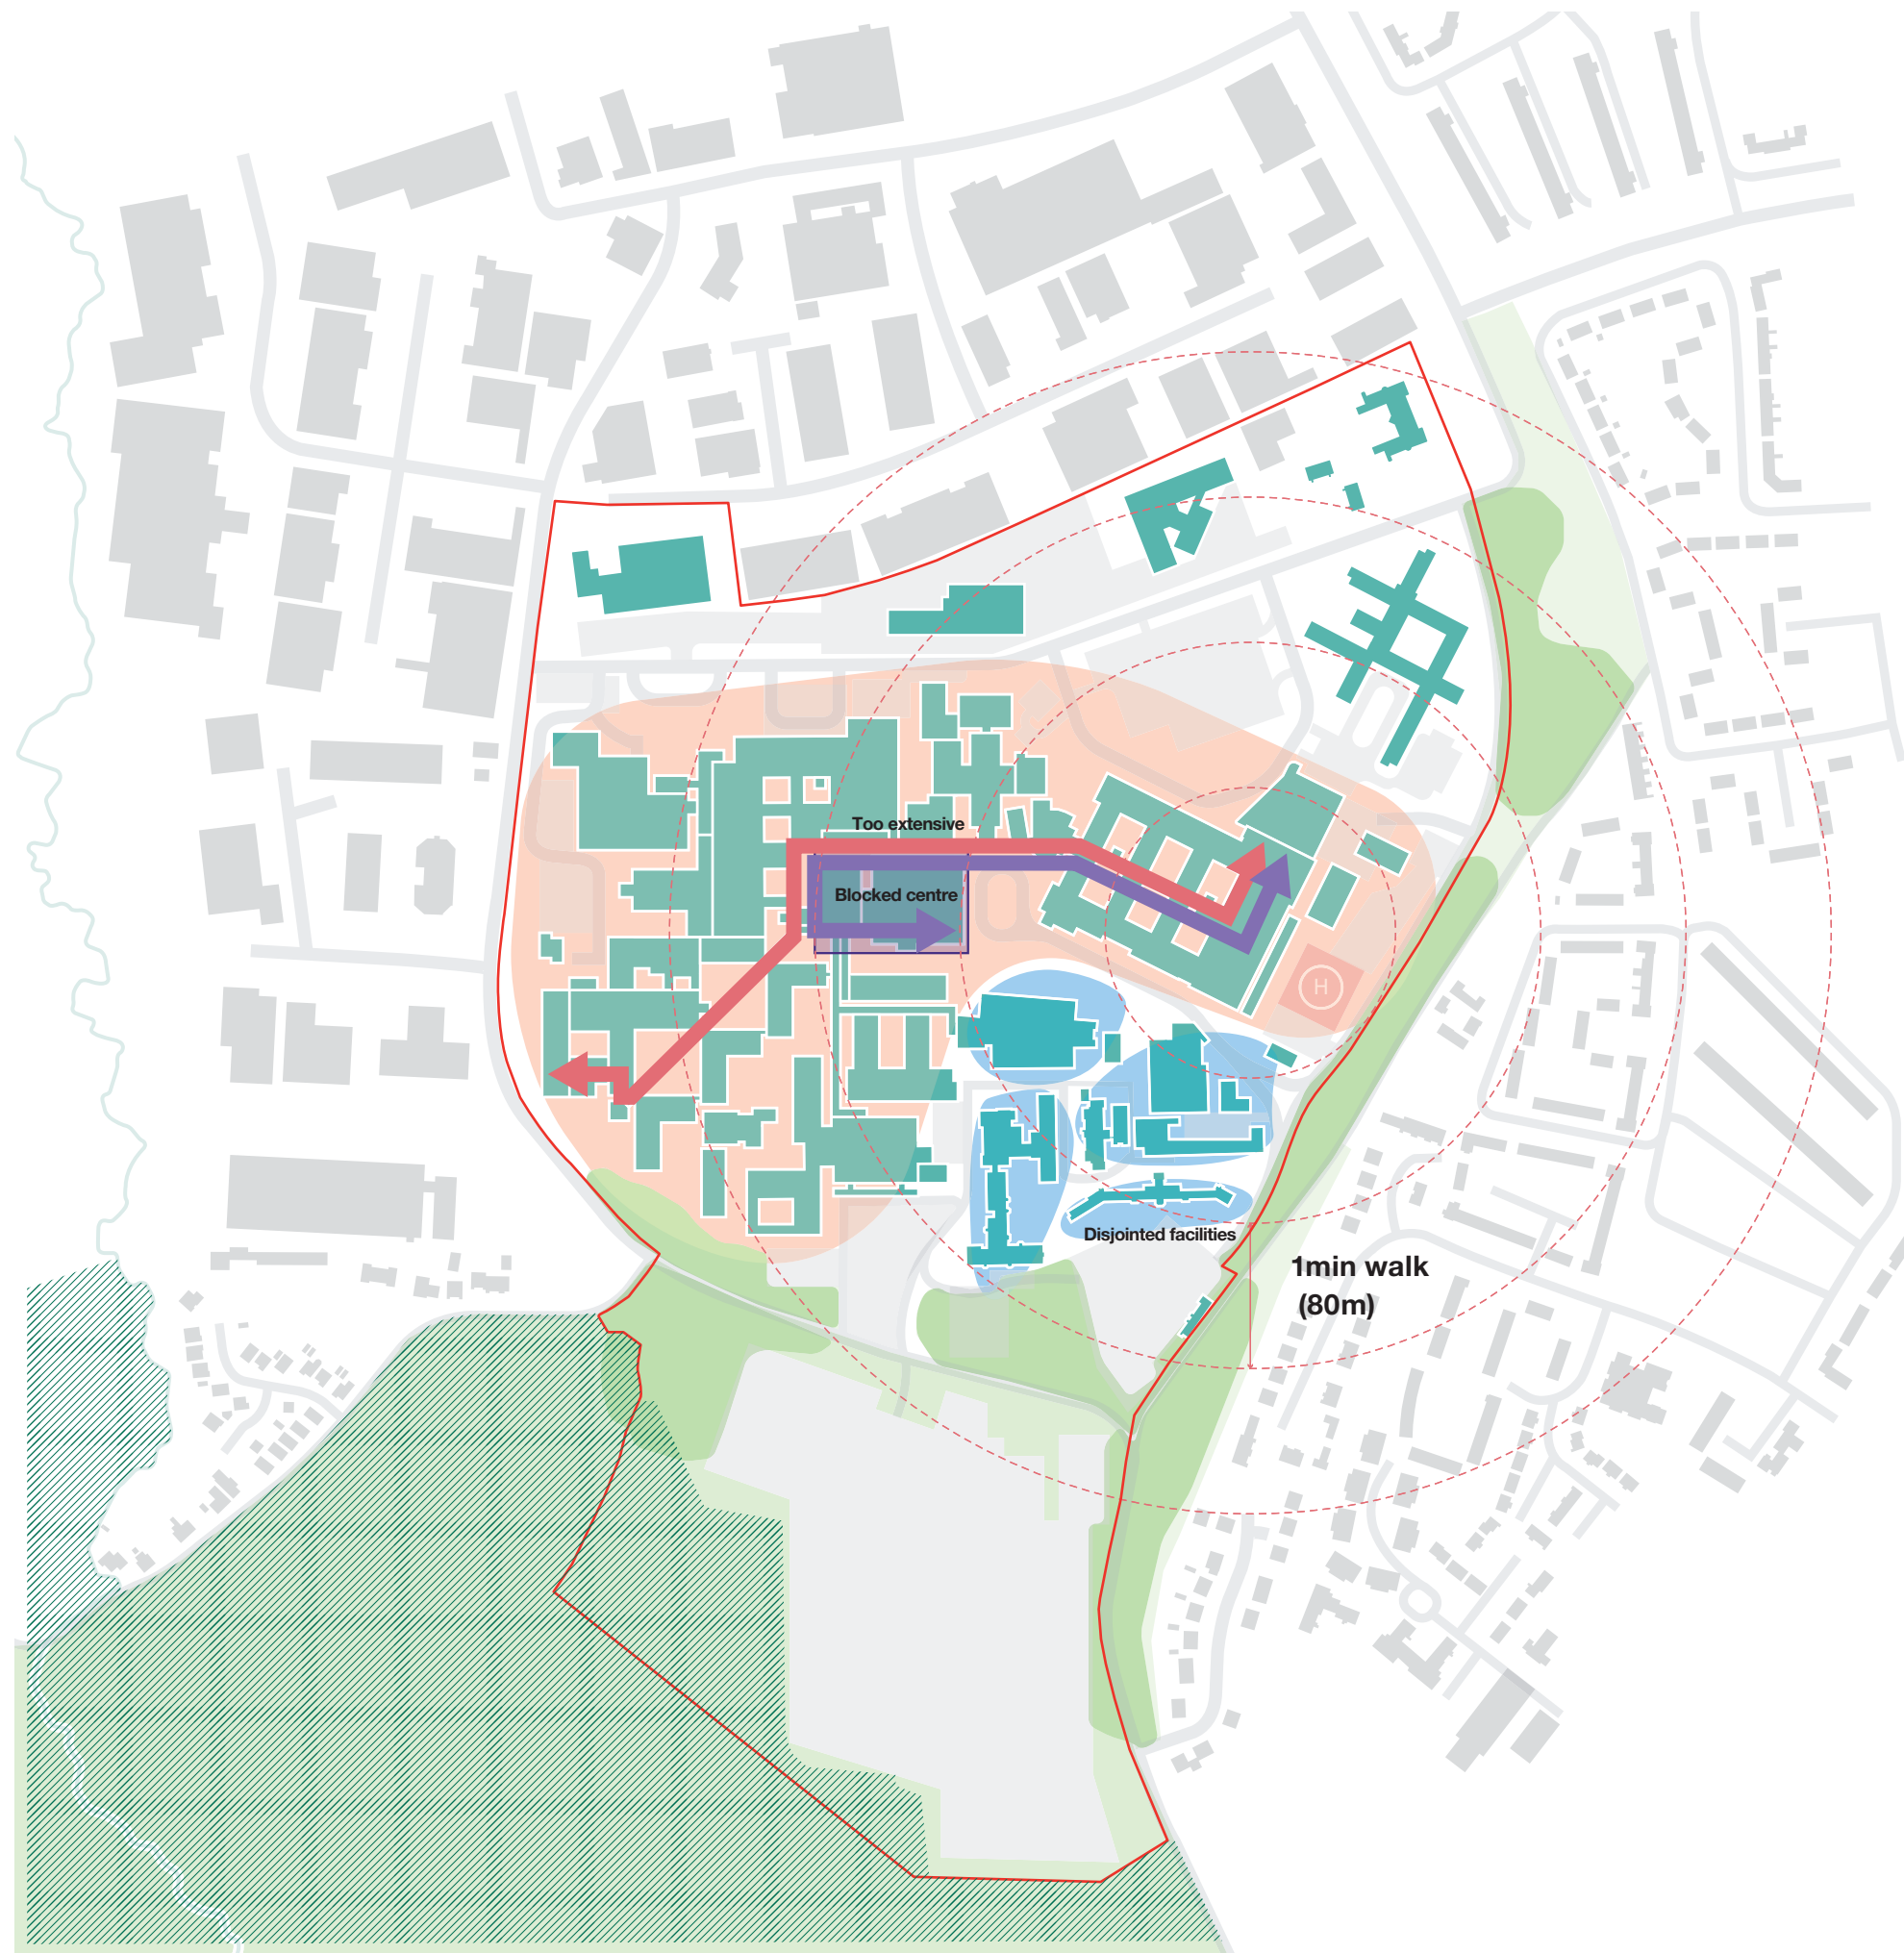 Too extensive
Blocked centre
H
Disjointed facilities
1min walk
(80m)